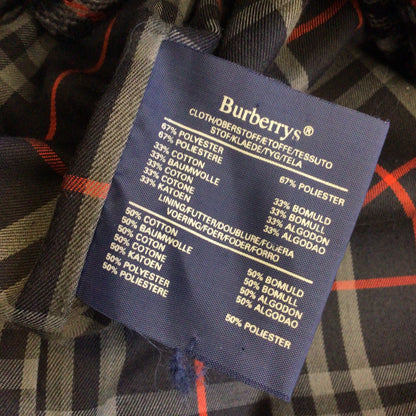 Burberrys®
CLOTH/OBERSTOFF/ETOFFE/TESSUTO
STOF/KLAEDE/TYG/TELA
67% POLYESTER
67% POLIESTERE 67% POLIESTER
33% COTTON
33% BAUMWOLLE 33% BOMULD
33% COTONE 33% BOMULL
33% COTONE 33% ALGODON
33% KATOEN 33% ALGODAO
LINING/FUTTER/DOUBLURE/FODERA
VOERING/FOER/FODER/FORRO
50% COTTON
50% BAUMWOLLE 50% BOMULD
50% COTONE 50% BOMULL
50% COTONE 50% ALGODON
50% KATOEN 50% ALGODAO
50% POLYESTER
50% POLIESTERE 50% POLIESTER